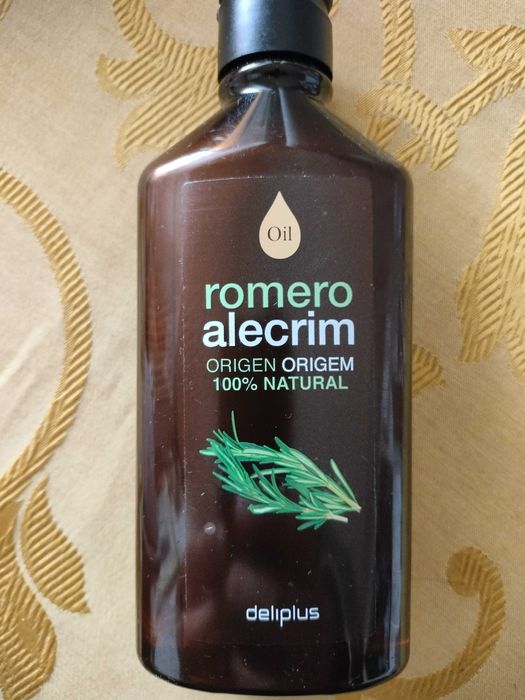 Oil
romero
alecrim
ORIGEN ORIGEM
100% NATURAL
deliplus